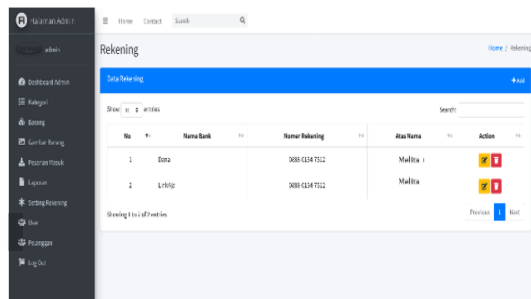 Halaman Admin
Home Contact Search
admin
Rekening
Home / Rekening
Dashboard Admin
Kategori
Barang
Gambar Barang
Pesanan Masuk
Laporan
Setting Rekening
User
Pelanggan
Log Out
Data Rekening
+Add
Show 10 entries
Search:
No Nama Bank Nomor Rekening Atas Nama Action
1 Dana 0888-0134-7512 Melita
2 LinkAja 0888-0134-7512 Melita
Showing 1 to 2 of 2 entries
Previous 1 Next